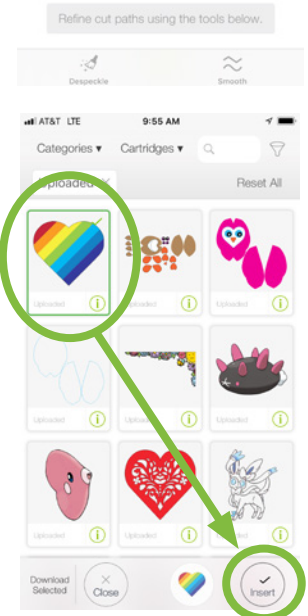 Refine cut paths using the tools below.
Despeckle Smooth
AT&T LTE 9:55 AM
Categories ▾ Cartridges ▾
Uploaded ×
Reset All
Uploaded i Uploaded i Uploaded i
Uploaded i Uploaded i Uploaded i
Uploaded i Uploaded i Uploaded i
Download
Selected
Close
Insert